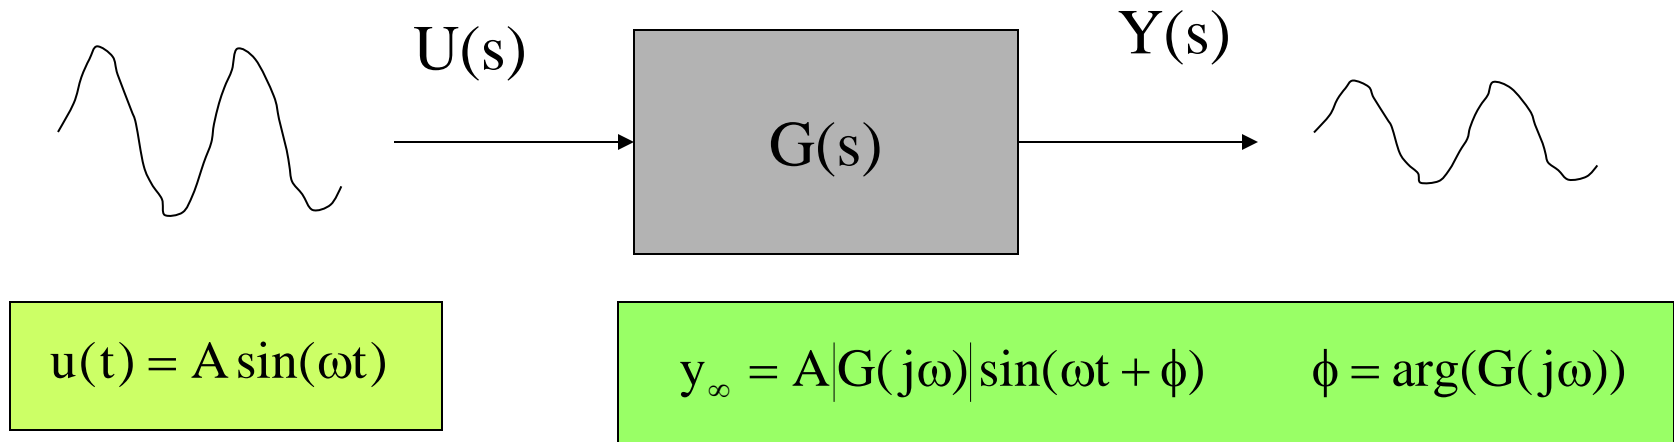 U(s)
Y(s)
G(s)
u(t) = A sin(ωt)
y∞ = A|G(jω)|sin(ωt + ϕ) ϕ = arg(G(jω))